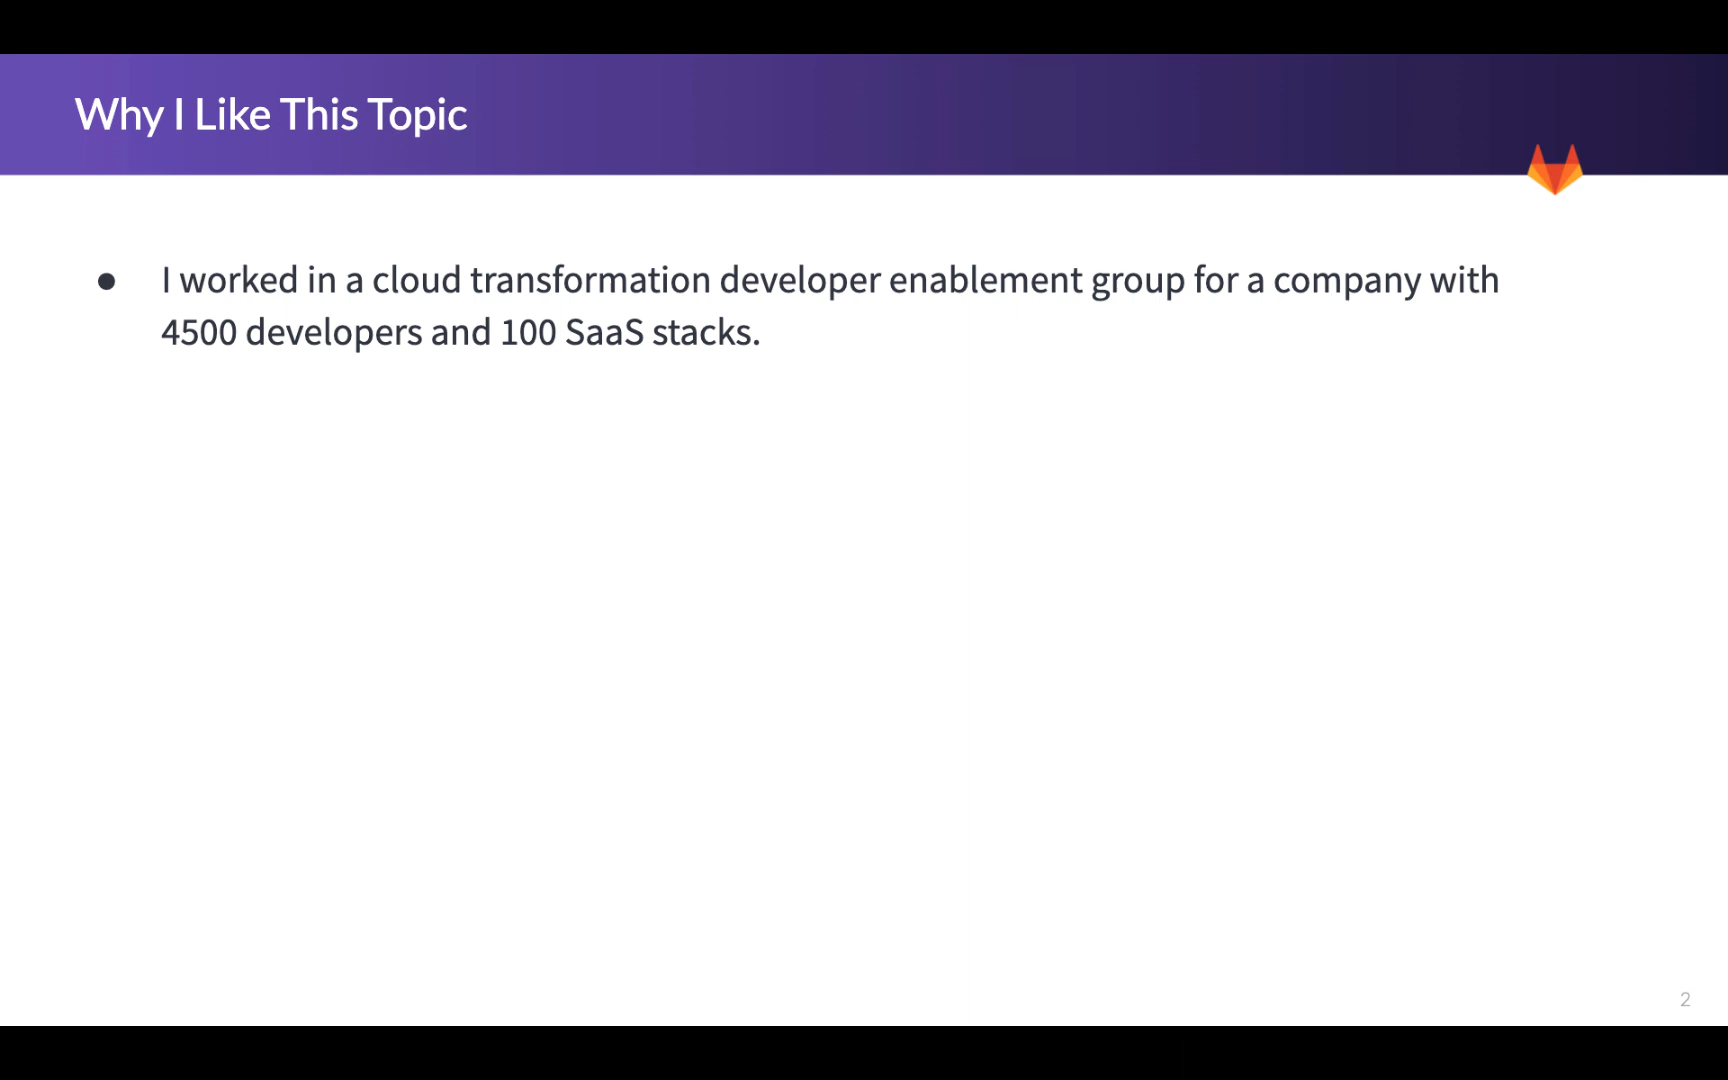 Why I Like This Topic
● I worked in a cloud transformation developer enablement group for a company with
4500 developers and 100 SaaS stacks.
2